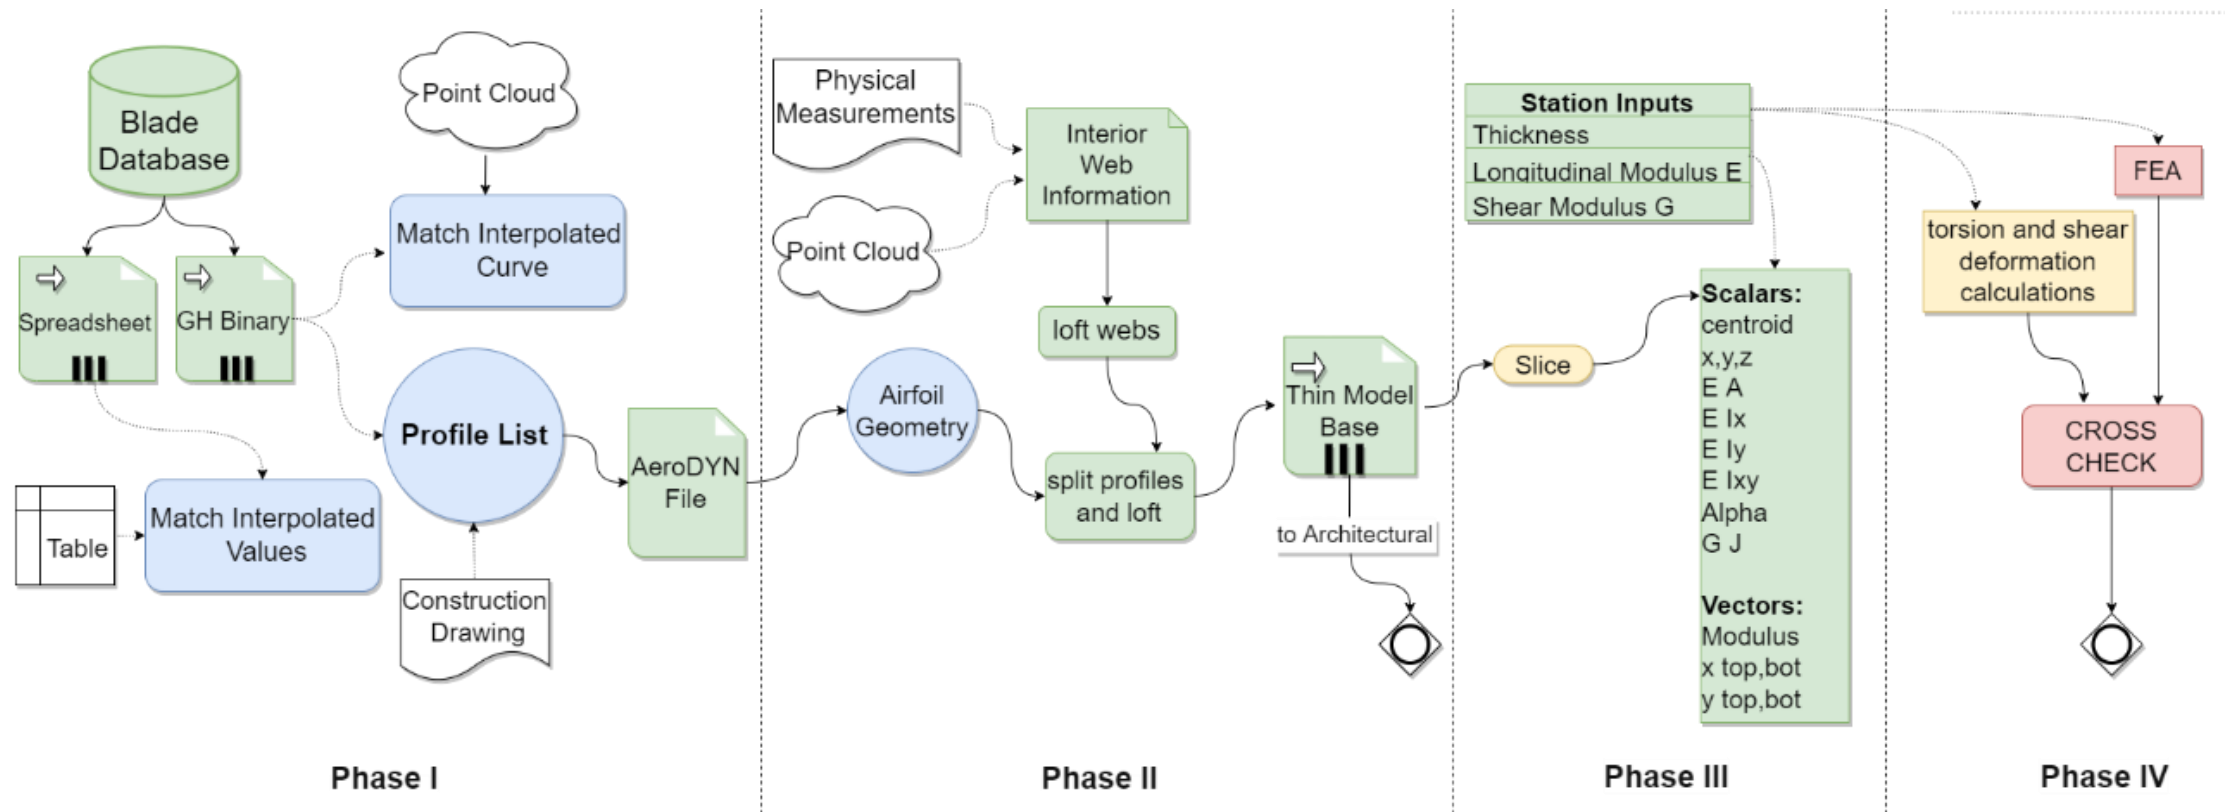 Blade
Database
Spreadsheet
GH Binary
Point Cloud
Match Interpolated
Curve
Profile List
Table
Match Interpolated
Values
Construction
Drawing
AeroDYN
File
Phase I
Physical
Measurements
Point Cloud
Interior
Web
Information
loft webs
Airfoil
Geometry
split profiles
and loft
Thin Model
Base
to Architectural
Phase II
Station Inputs
Thickness
Longitudinal Modulus E
Shear Modulus G
Slice
Scalars:
centroid
x,y,z
E A
E Ix
E Iy
E Ixy
Alpha
G J
Vectors:
Modulus
x top,bot
y top,bot
Phase III
FEA
torsion and shear
deformation
calculations
CROSS
CHECK
Phase IV